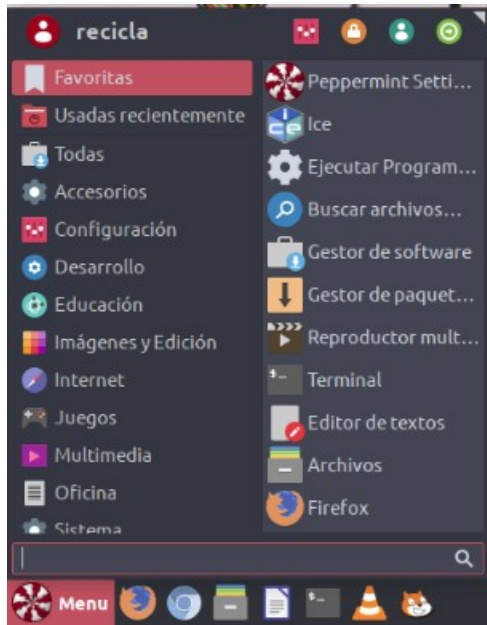 recicla
Favoritas
Usadas recientemente
Todas
Accesorios
Configuración
Desarrollo
Educación
Imágenes y Edición
Internet
Juegos
Multimedia
Oficina
Sistema
Peppermint Setti...
Ice
Ejecutar Program...
Buscar archivos...
Gestor de software
Gestor de paquet...
Reproductor mult...
Terminal
Editor de textos
Archivos
Firefox
Menu